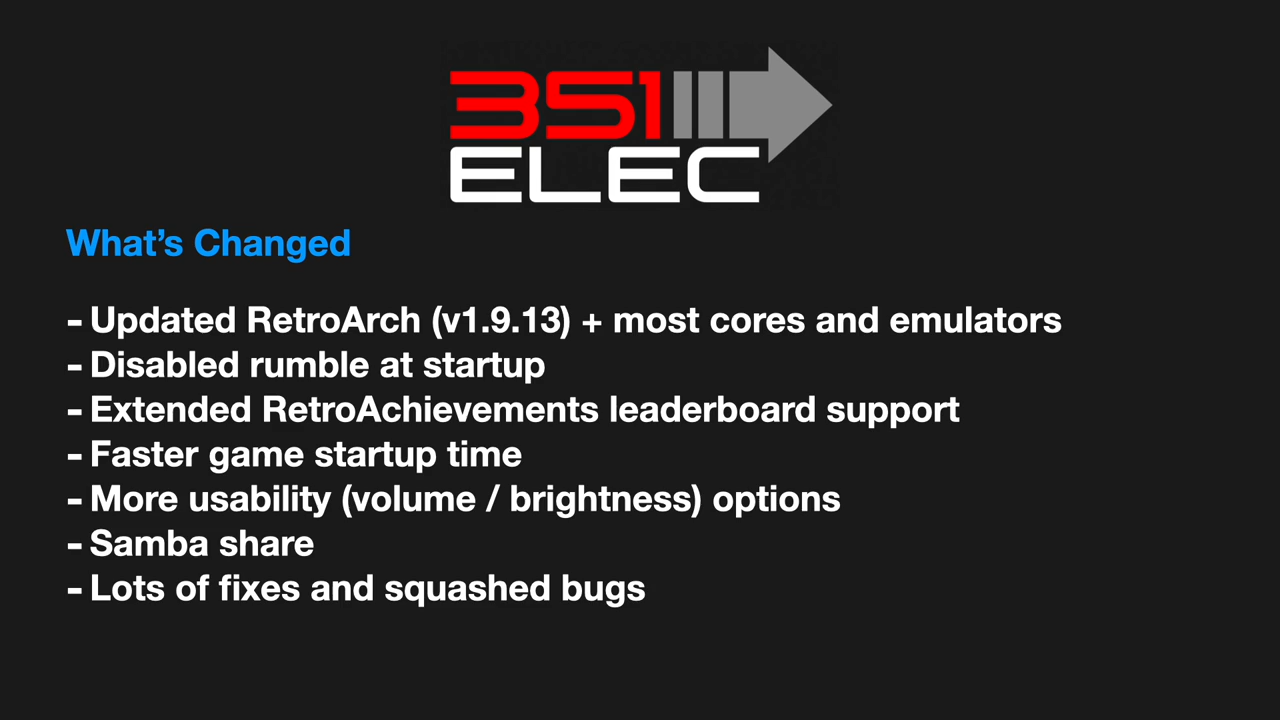 351
ELEC
What's Changed
- Updated RetroArch (v1.9.13) + most cores and emulators
- Disabled rumble at startup
- Extended RetroAchievements leaderboard support
- Faster game startup time
- More usability (volume / brightness) options
- Samba share
- Lots of fixes and squashed bugs